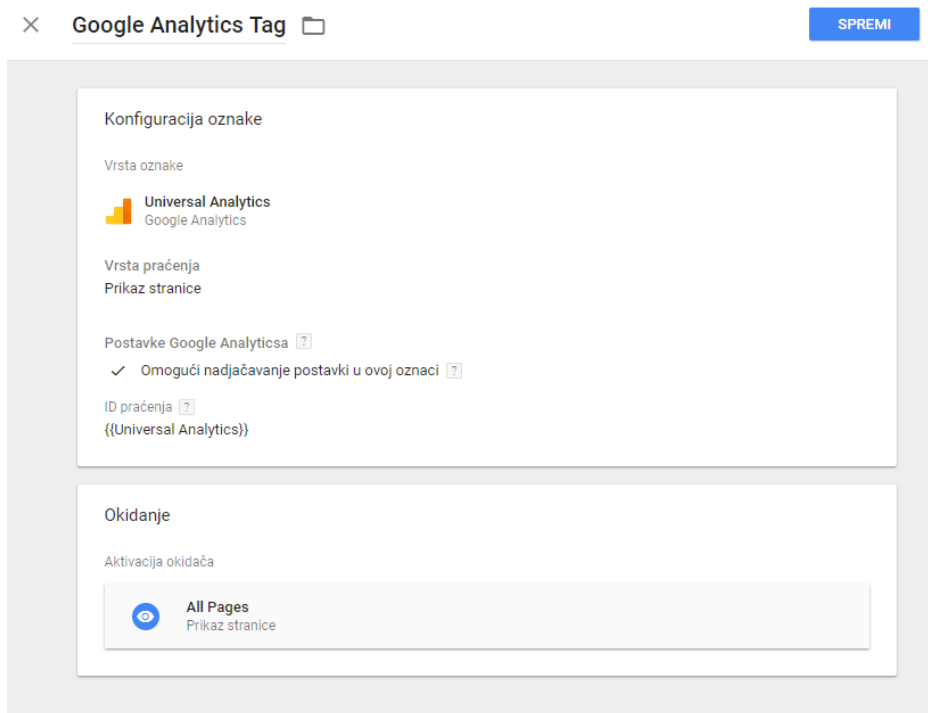 Google Analytics Tag
SPREMI
Konfiguracija oznake
Vrsta oznake
Universal Analytics
Google Analytics
Vrsta praćenja
Prikaz stranice
Postavke Google Analyticsa ?
Omogući nadjačavanje postavki u ovoj oznaci ?
ID praćenja ?
{{Universal Analytics}}
Okidanje
Aktivacija okidača
All Pages
Prikaz stranice